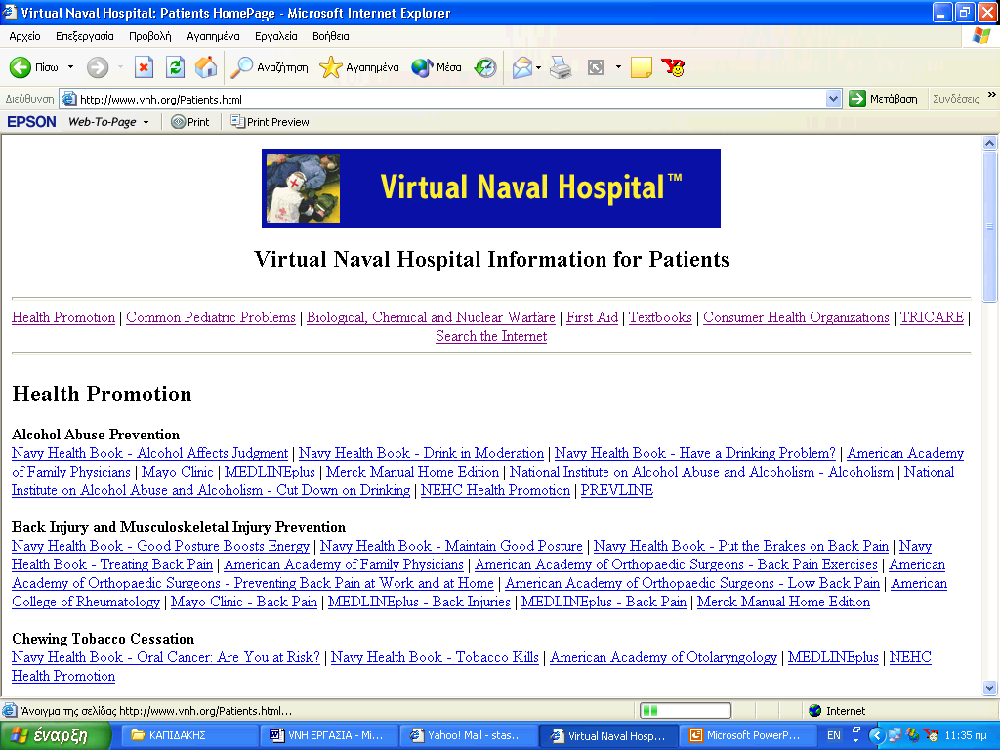 Virtual Naval Hospital: Patients HomePage - Microsoft Internet Explorer
Αρχείο Επεξεργασία Προβολή Αγαπημένα Εργαλεία Βοήθεια
Πίσω Αναζήτηση Αγαπημένα Μέσα
Διεύθυνση http://www.vnh.org/Patients.html Μετάβαση Συνδέσεις »
EPSON Web-To-Page Print Print Preview
Virtual Naval Hospital™
Virtual Naval Hospital Information for Patients
Health Promotion | Common Pediatric Problems | Biological, Chemical and Nuclear Warfare | First Aid | Textbooks | Consumer Health Organizations | TRICARE |
Search the Internet
Health Promotion
Alcohol Abuse Prevention
Navy Health Book - Alcohol Affects Judgment | Navy Health Book - Drink in Moderation | Navy Health Book - Have a Drinking Problem? | American Academy
of Family Physicians | Mayo Clinic | MEDLINEplus | Merck Manual Home Edition | National Institute on Alcohol Abuse and Alcoholism - Alcoholism | National
Institute on Alcohol Abuse and Alcoholism - Cut Down on Drinking | NEHC Health Promotion | PREVLINE
Back Injury and Musculoskeletal Injury Prevention
Navy Health Book - Good Posture Boosts Energy | Navy Health Book - Maintain Good Posture | Navy Health Book - Put the Brakes on Back Pain | Navy
Health Book - Treating Back Pain | American Academy of Family Physicians | American Academy of Orthopaedic Surgeons - Back Pain Exercises | American
Academy of Orthopaedic Surgeons - Preventing Back Pain at Work and at Home | American Academy of Orthopaedic Surgeons - Low Back Pain | American
College of Rheumatology | Mayo Clinic - Back Pain | MEDLINEplus - Back Injuries | MEDLINEplus - Back Pain | Merck Manual Home Edition
Chewing Tobacco Cessation
Navy Health Book - Oral Cancer: Are You at Risk? | Navy Health Book - Tobacco Kills | American Academy of Otolaryngology | MEDLINEplus | NEHC
Health Promotion
Άνοιγμα της σελίδας http://www.vnh.org/Patients.html... Internet
έναρξη ΚΑΠΙΔΑΚΗΣ VNH ΕΡΓΑΣΙΑ - Mi... Yahoo! Mail - stas... Virtual Naval Hosp... Microsoft PowerP... EN 11:35 πμ